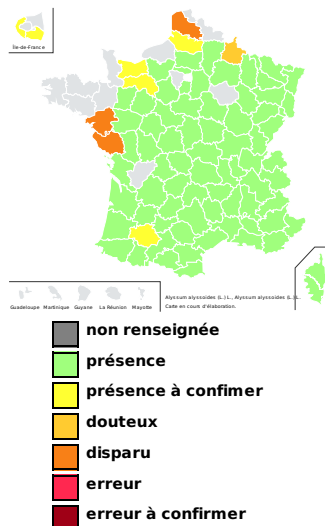 Île-de-France
Guadeloupe Martinique Guyane La Réunion Mayotte
Alyssum alyssoides (L.) L., Alyssum alyssoides (L.) L.
Carte en cours d'élaboration.
non renseignée
présence
présence à confimer
douteux
disparu
erreur
erreur à confirmer